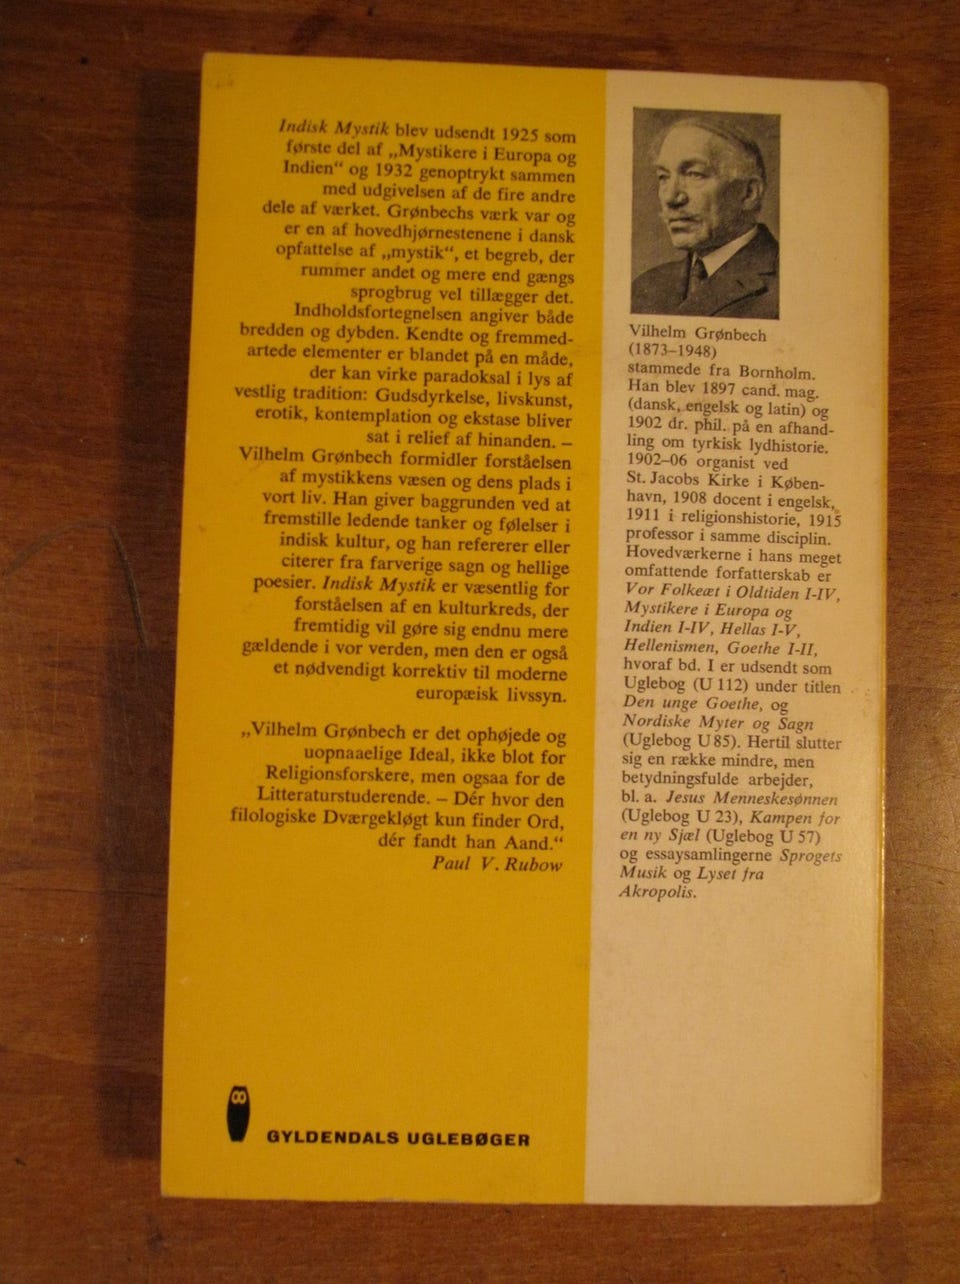 Indisk Mystik blev udsendt 1925 som
første del af „Mystikere i Europa og
Indien“ og 1932 genoptrykt sammen
med udgivelsen af de fire andre
dele af værket. Grønbechs værk var og
er en af hovedhjørnestenene i dansk
opfattelse af „mystik“, et begreb, der
rummer andet og mere end gængs
sprogbrug vel tillægger det.
Indholdsfortegnelsen angiver både
bredden og dybden. Kendte og fremmed-
artede elementer er blandet på en måde,
der kan virke paradoksal i lys af
vestlig tradition: Gudsdyrkelse, livskunst,
erotik, kontemplation og ekstase bliver
sat i relief af hinanden. –
Vilhelm Grønbech formidler forståelsen
af mystikkens væsen og dens plads i
vort liv. Han giver baggrunden ved at
fremstille ledende tanker og følelser i
indisk kultur, og han refererer eller
citerer fra farverige sagn og hellige
poesier. Indisk Mystik er væsentlig for
forståelsen af en kulturkreds, der
fremtidig vil gøre sig endnu mere
gældende i vor verden, men den er også
et nødvendigt korrektiv til moderne
europæisk livssyn.
„Vilhelm Grønbech er det ophøjede og
uopnaaelige Ideal, ikke blot for
Religionsforskere, men ogsaa for de
Litteraturstuderende. – Dér hvor den
filologiske Dværgekløgt kun finder Ord,
dér fandt han Aand.“
Paul V. Rubow
GYLDENDALS UGLEBØGER
Vilhelm Grønbech
(1873–1948)
stammede fra Bornholm.
Han blev 1897 cand. mag.
(dansk, engelsk og latin) og
1902 dr. phil. på en afhand-
ling om tyrkisk lydhistorie.
1902–06 organist ved
St. Jacobs Kirke i Køben-
havn, 1908 docent i engelsk,
1911 i religionshistorie, 1915
professor i samme disciplin.
Hovedværkerne i hans meget
omfattende forfatterskab er
Vor Folkeæt i Oldtiden I-IV,
Mystikere i Europa og
Indien I-IV, Hellas I-V,
Hellenismen, Goethe I-II,
hvoraf bd. I er udsendt som
Uglebog (U 112) under titlen
Den unge Goethe, og
Nordiske Myter og Sagn
(Uglebog U 85). Hertil slutter
sig en række mindre, men
betydningsfulde arbejder,
bl. a. Jesus Menneskesønnen
(Uglebog U 23), Kampen for
en ny Sjæl (Uglebog U 57)
og essaysamlingerne Sprogets
Musik og Lyset fra
Akropolis.